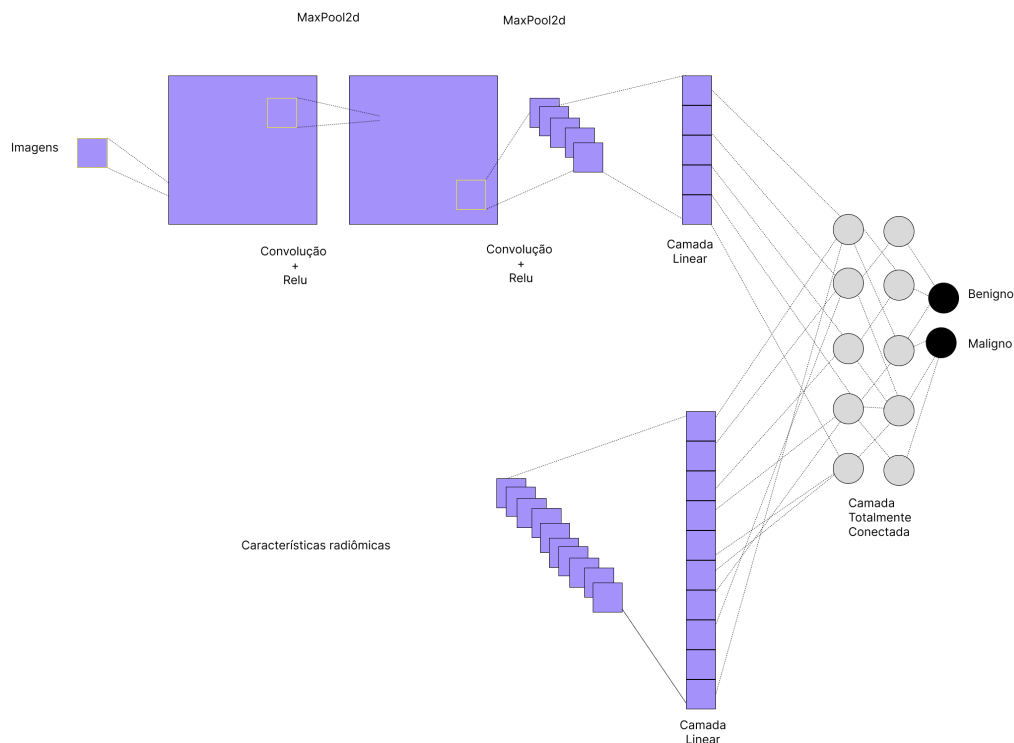 MaxPool2d
MaxPool2d
Imagens
Convolução
+
Relu
Convolução
+
Relu
Camada
Linear
Benigno
Maligno
Camada
Totalmente
Conectada
Características radiômicas
Camada
Linear